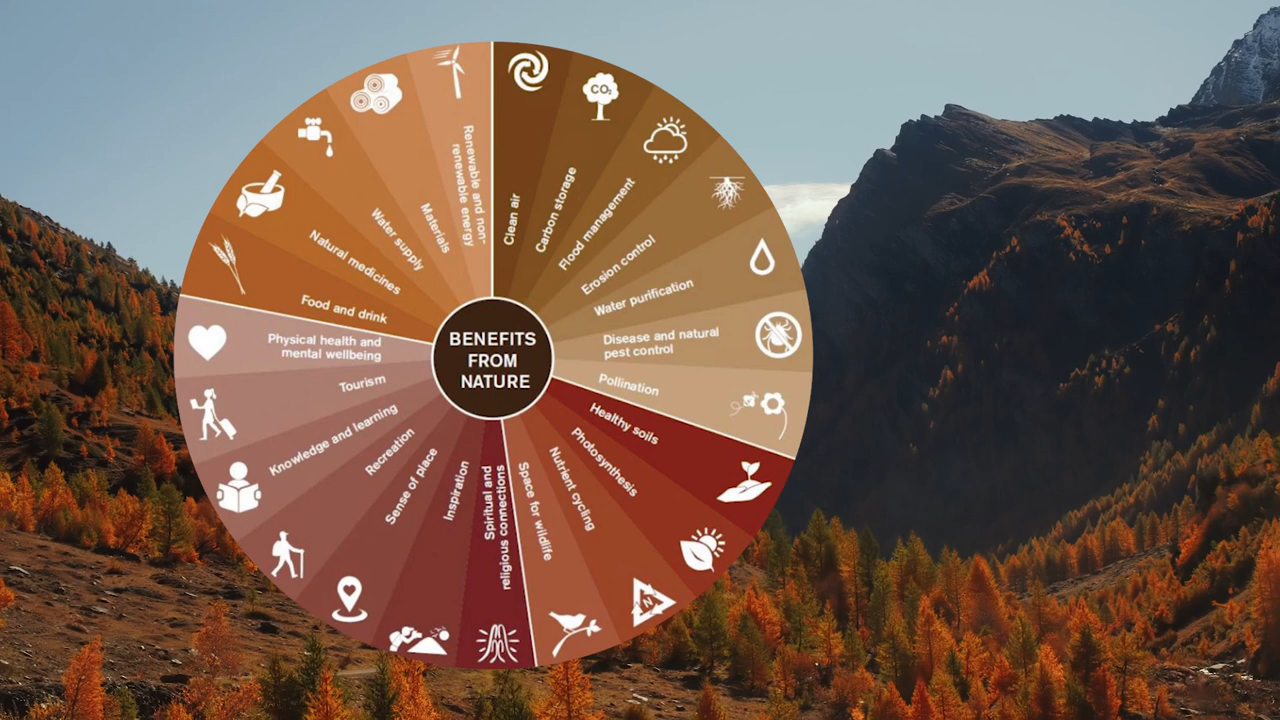 BENEFITS
FROM
NATURE
Clean air
CO₂
Carbon storage
Flood management
Erosion control
Water purification
Disease and natural
pest control
Pollination
Healthy soils
Photosynthesis
Nutrient cycling
N
Space for wildlife
Spiritual and
religious connections
Inspiration
Sense of place
Recreation
Knowledge and learning
Tourism
Physical health and
mental wellbeing
Food and drink
Natural medicines
Water supply
Materials
Renewable and non-
renewable energy